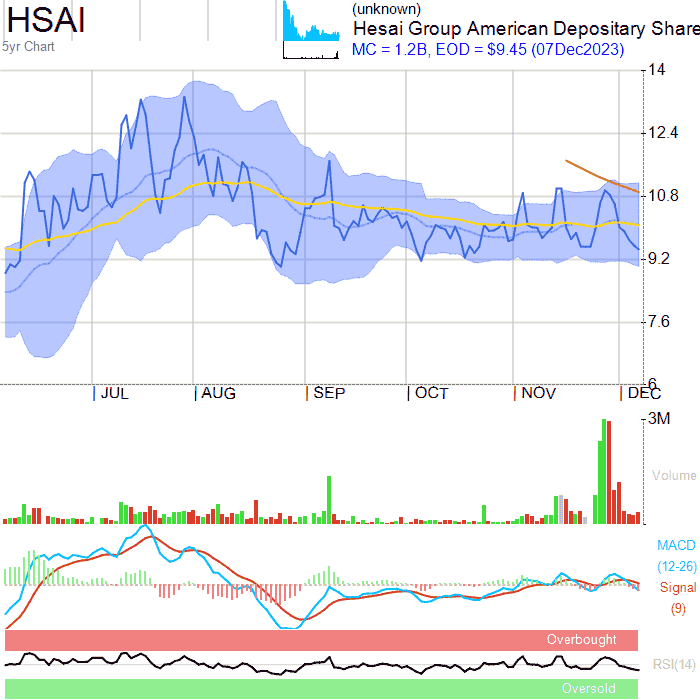 HSAI
5yr Chart
(unknown)
Hesai Group American Depositary Share
MC = 1.2B, EOD = $9.45 (07Dec2023)
14
12.4
10.8
9.2
7.6
6
JUL AUG SEP OCT NOV DEC
3M
Volume
MACD
(12-26)
Signal
(9)
Overbought
RSI(14)
Oversold